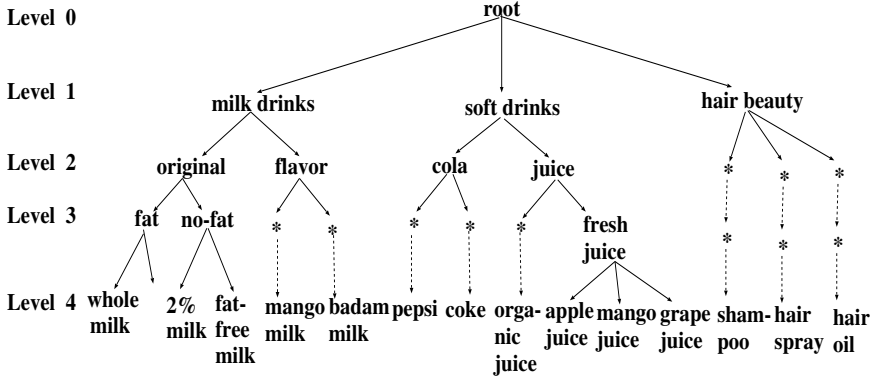 Level 0 root
Level 1 milk drinks soft drinks hair beauty
Level 2 original flavor cola juice * * *
Level 3 fat no-fat * * * * * fresh juice * * *
Level 4 whole milk 2% milk fat-free milk mango milk badam milk pepsi coke orga-nic juice apple juice mango juice grape juice sham-poo hair spray hair oil